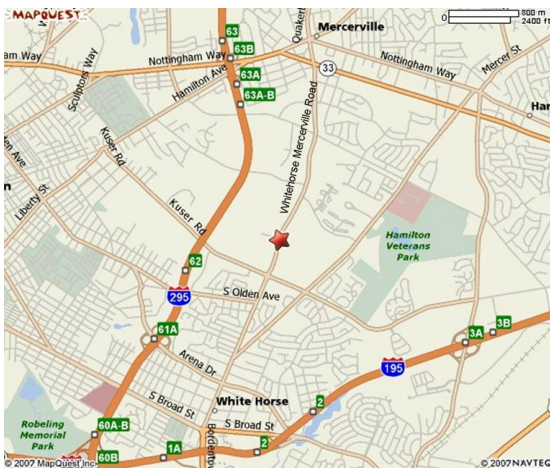 MAPQUEST
800 m
0
2400 ft
63
Mercerville
63B
Nottingham Way
Nottingham Way
Mercer St
Sculptors Way
Hamilton Ave
63A
33
63A-B
Whitehorse Mercerville Road
Kuser Rd
Liberty St
Kuser Rd
Hamilton
Veterans
Park
62
295
S Olden Ave
61A
3A
3B
Arena Dr
195
White Horse
S Broad St
2
S Broad St
Robeling
Memorial
Park
60A-B
60B
1A
2
© 2007 MapQuest Inc
©2007 NAVTEQ